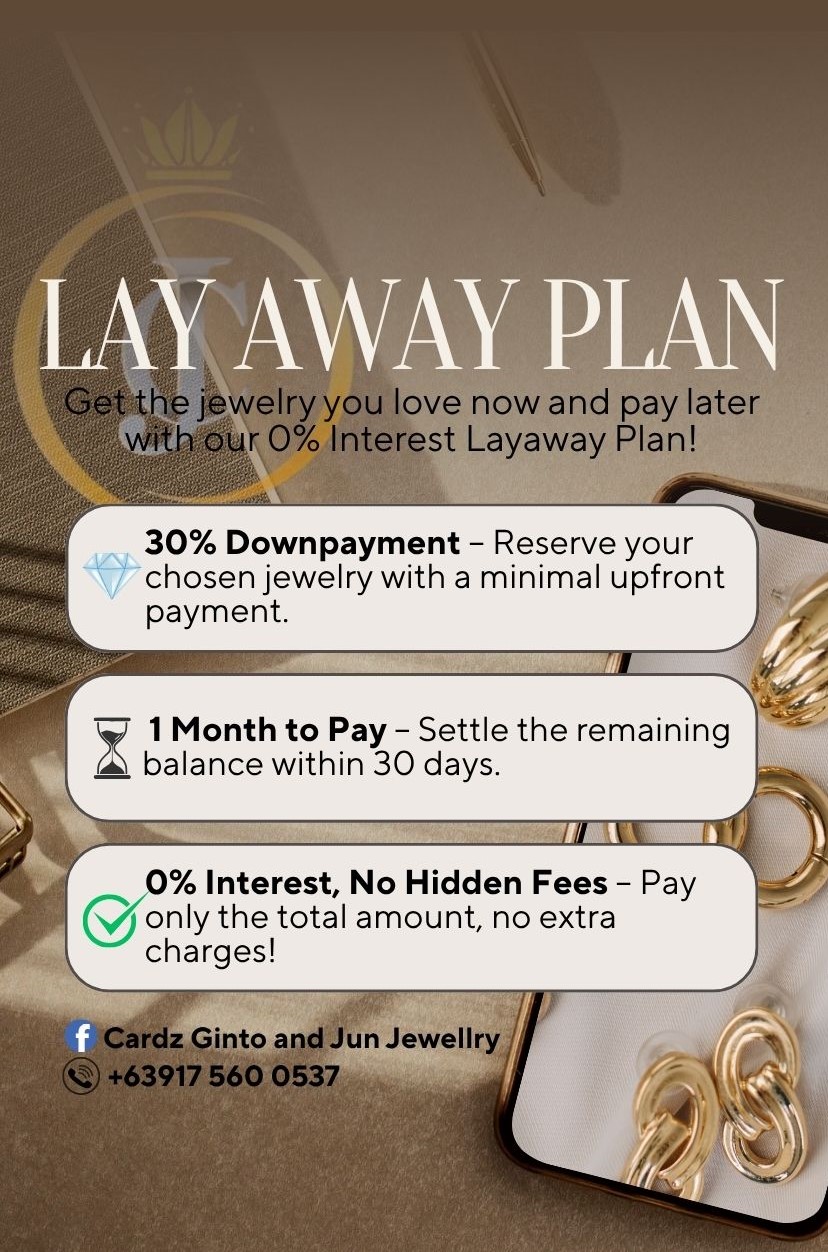 LAY AWAY PLAN
Get the jewelry you love now and pay later
with our 0% Interest Layaway Plan!
30% Downpayment – Reserve your
chosen jewelry with a minimal upfront
payment.
1 Month to Pay – Settle the remaining
balance within 30 days.
0% Interest, No Hidden Fees – Pay
only the total amount, no extra
charges!
Cardz Ginto and Jun Jewellry
+63917 560 0537